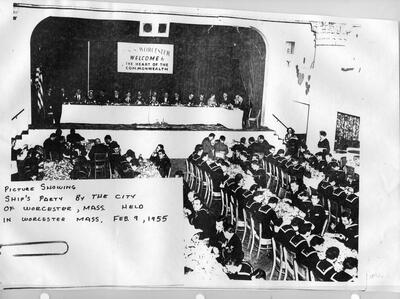 WORCESTER
WELCOMES
THE HEART OF THE
COMMONWEALTH
PICTURE SHOWING
SHIP'S PARTY BY THE CITY
OF WORCESTER, MASS. HELD
IN WORCESTER MASS, FEB. 9, 1955